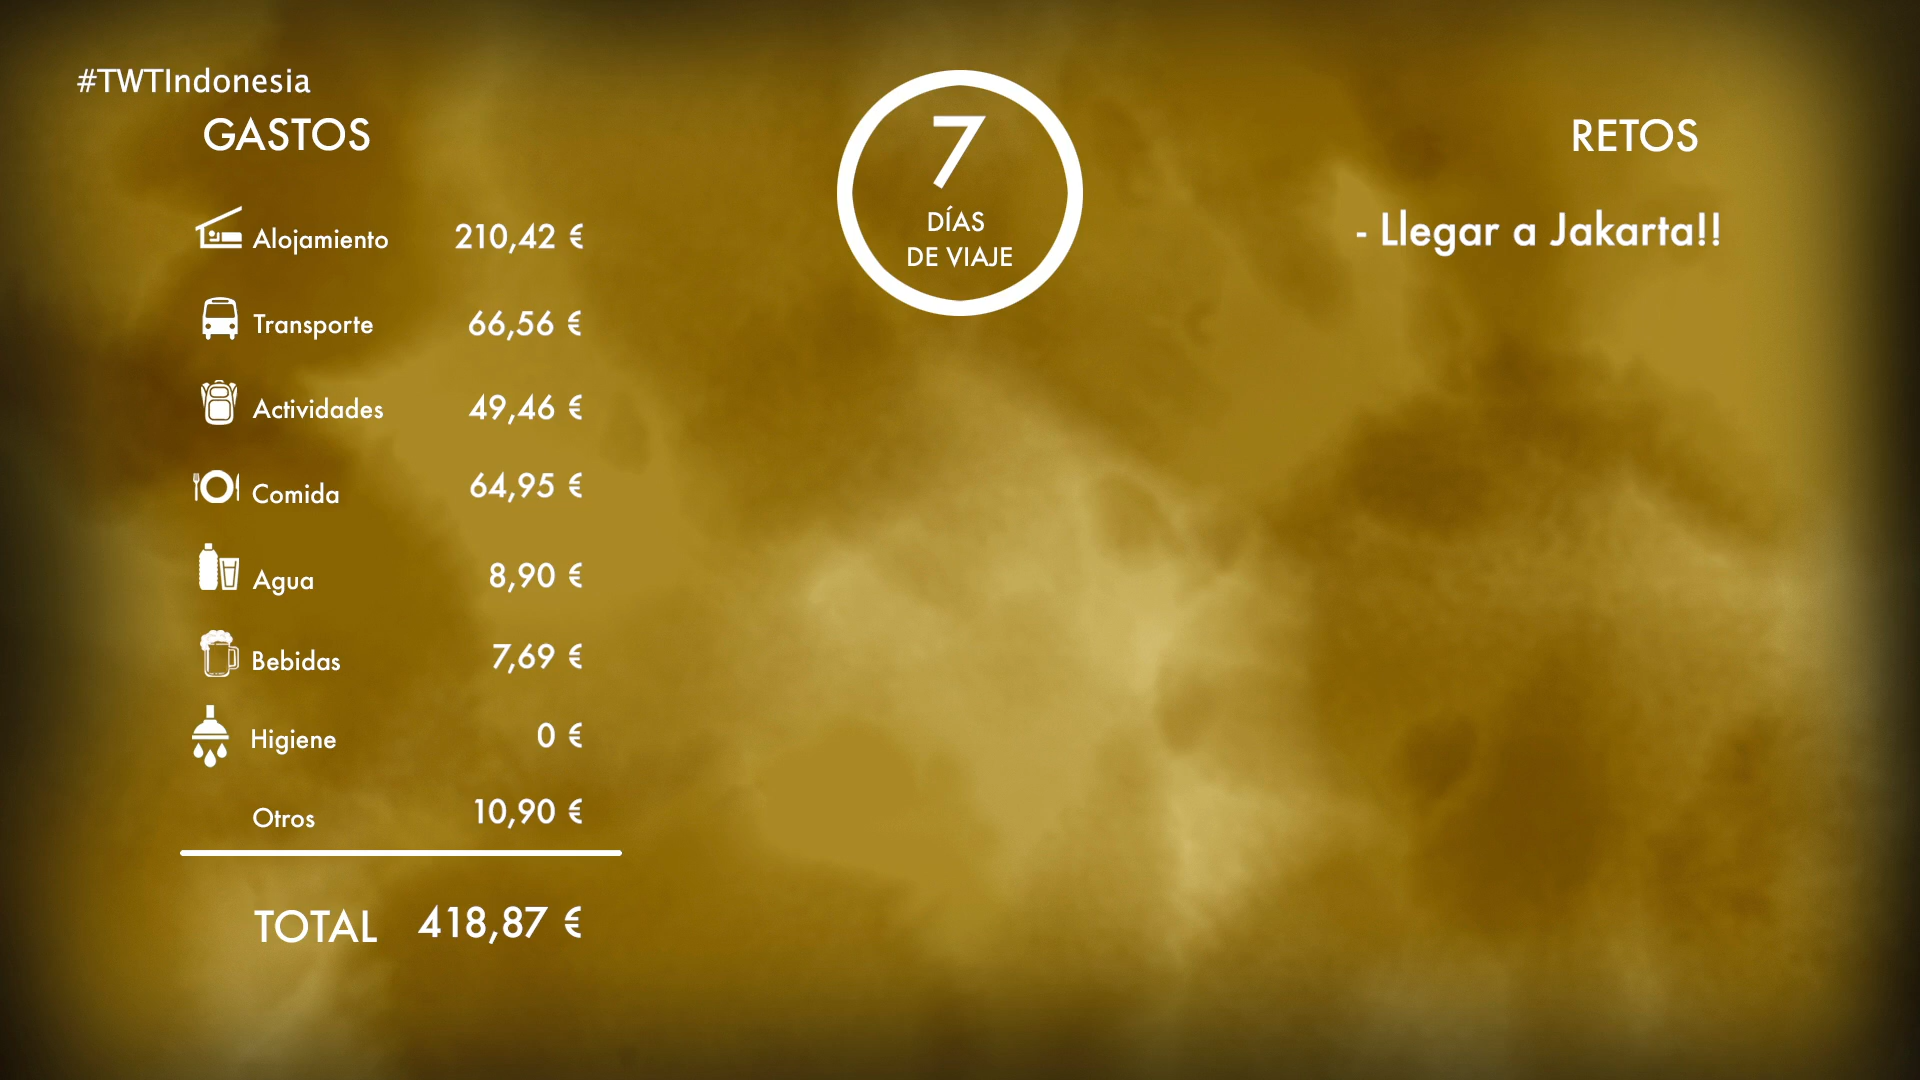 #TWTIndonesia
GASTOS
Alojamiento 210,42 €
Transporte 66,56 €
Actividades 49,46 €
Comida 64,95 €
Agua 8,90 €
Bebidas 7,69 €
Higiene 0 €
Otros 10,90 €
TOTAL 418,87 €
7
DÍAS
DE VIAJE
RETOS
- Llegar a Jakarta!!